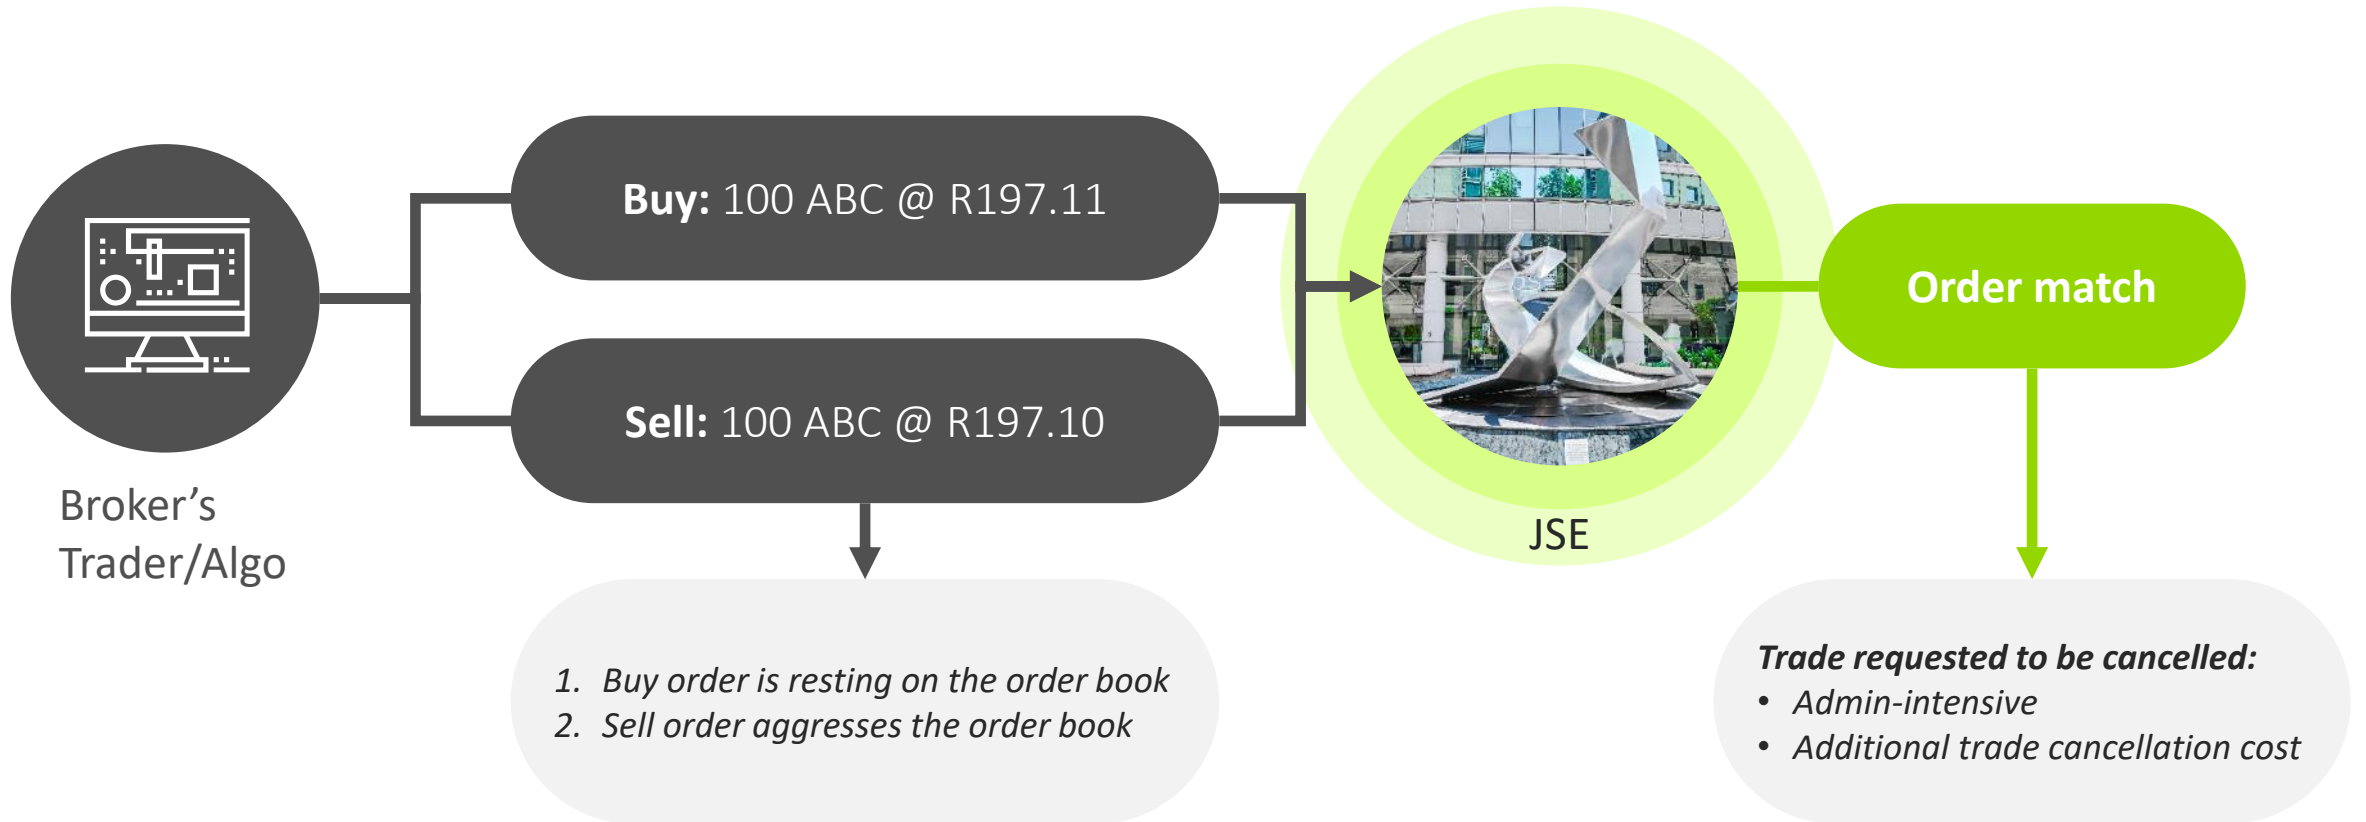 Buy: 100 ABC @ R197.11
Sell: 100 ABC @ R197.10
Broker’s
Trader/Algo
JSE
Order match
1. Buy order is resting on the order book
2. Sell order aggresses the order book
Trade requested to be cancelled:
• Admin-intensive
• Additional trade cancellation cost